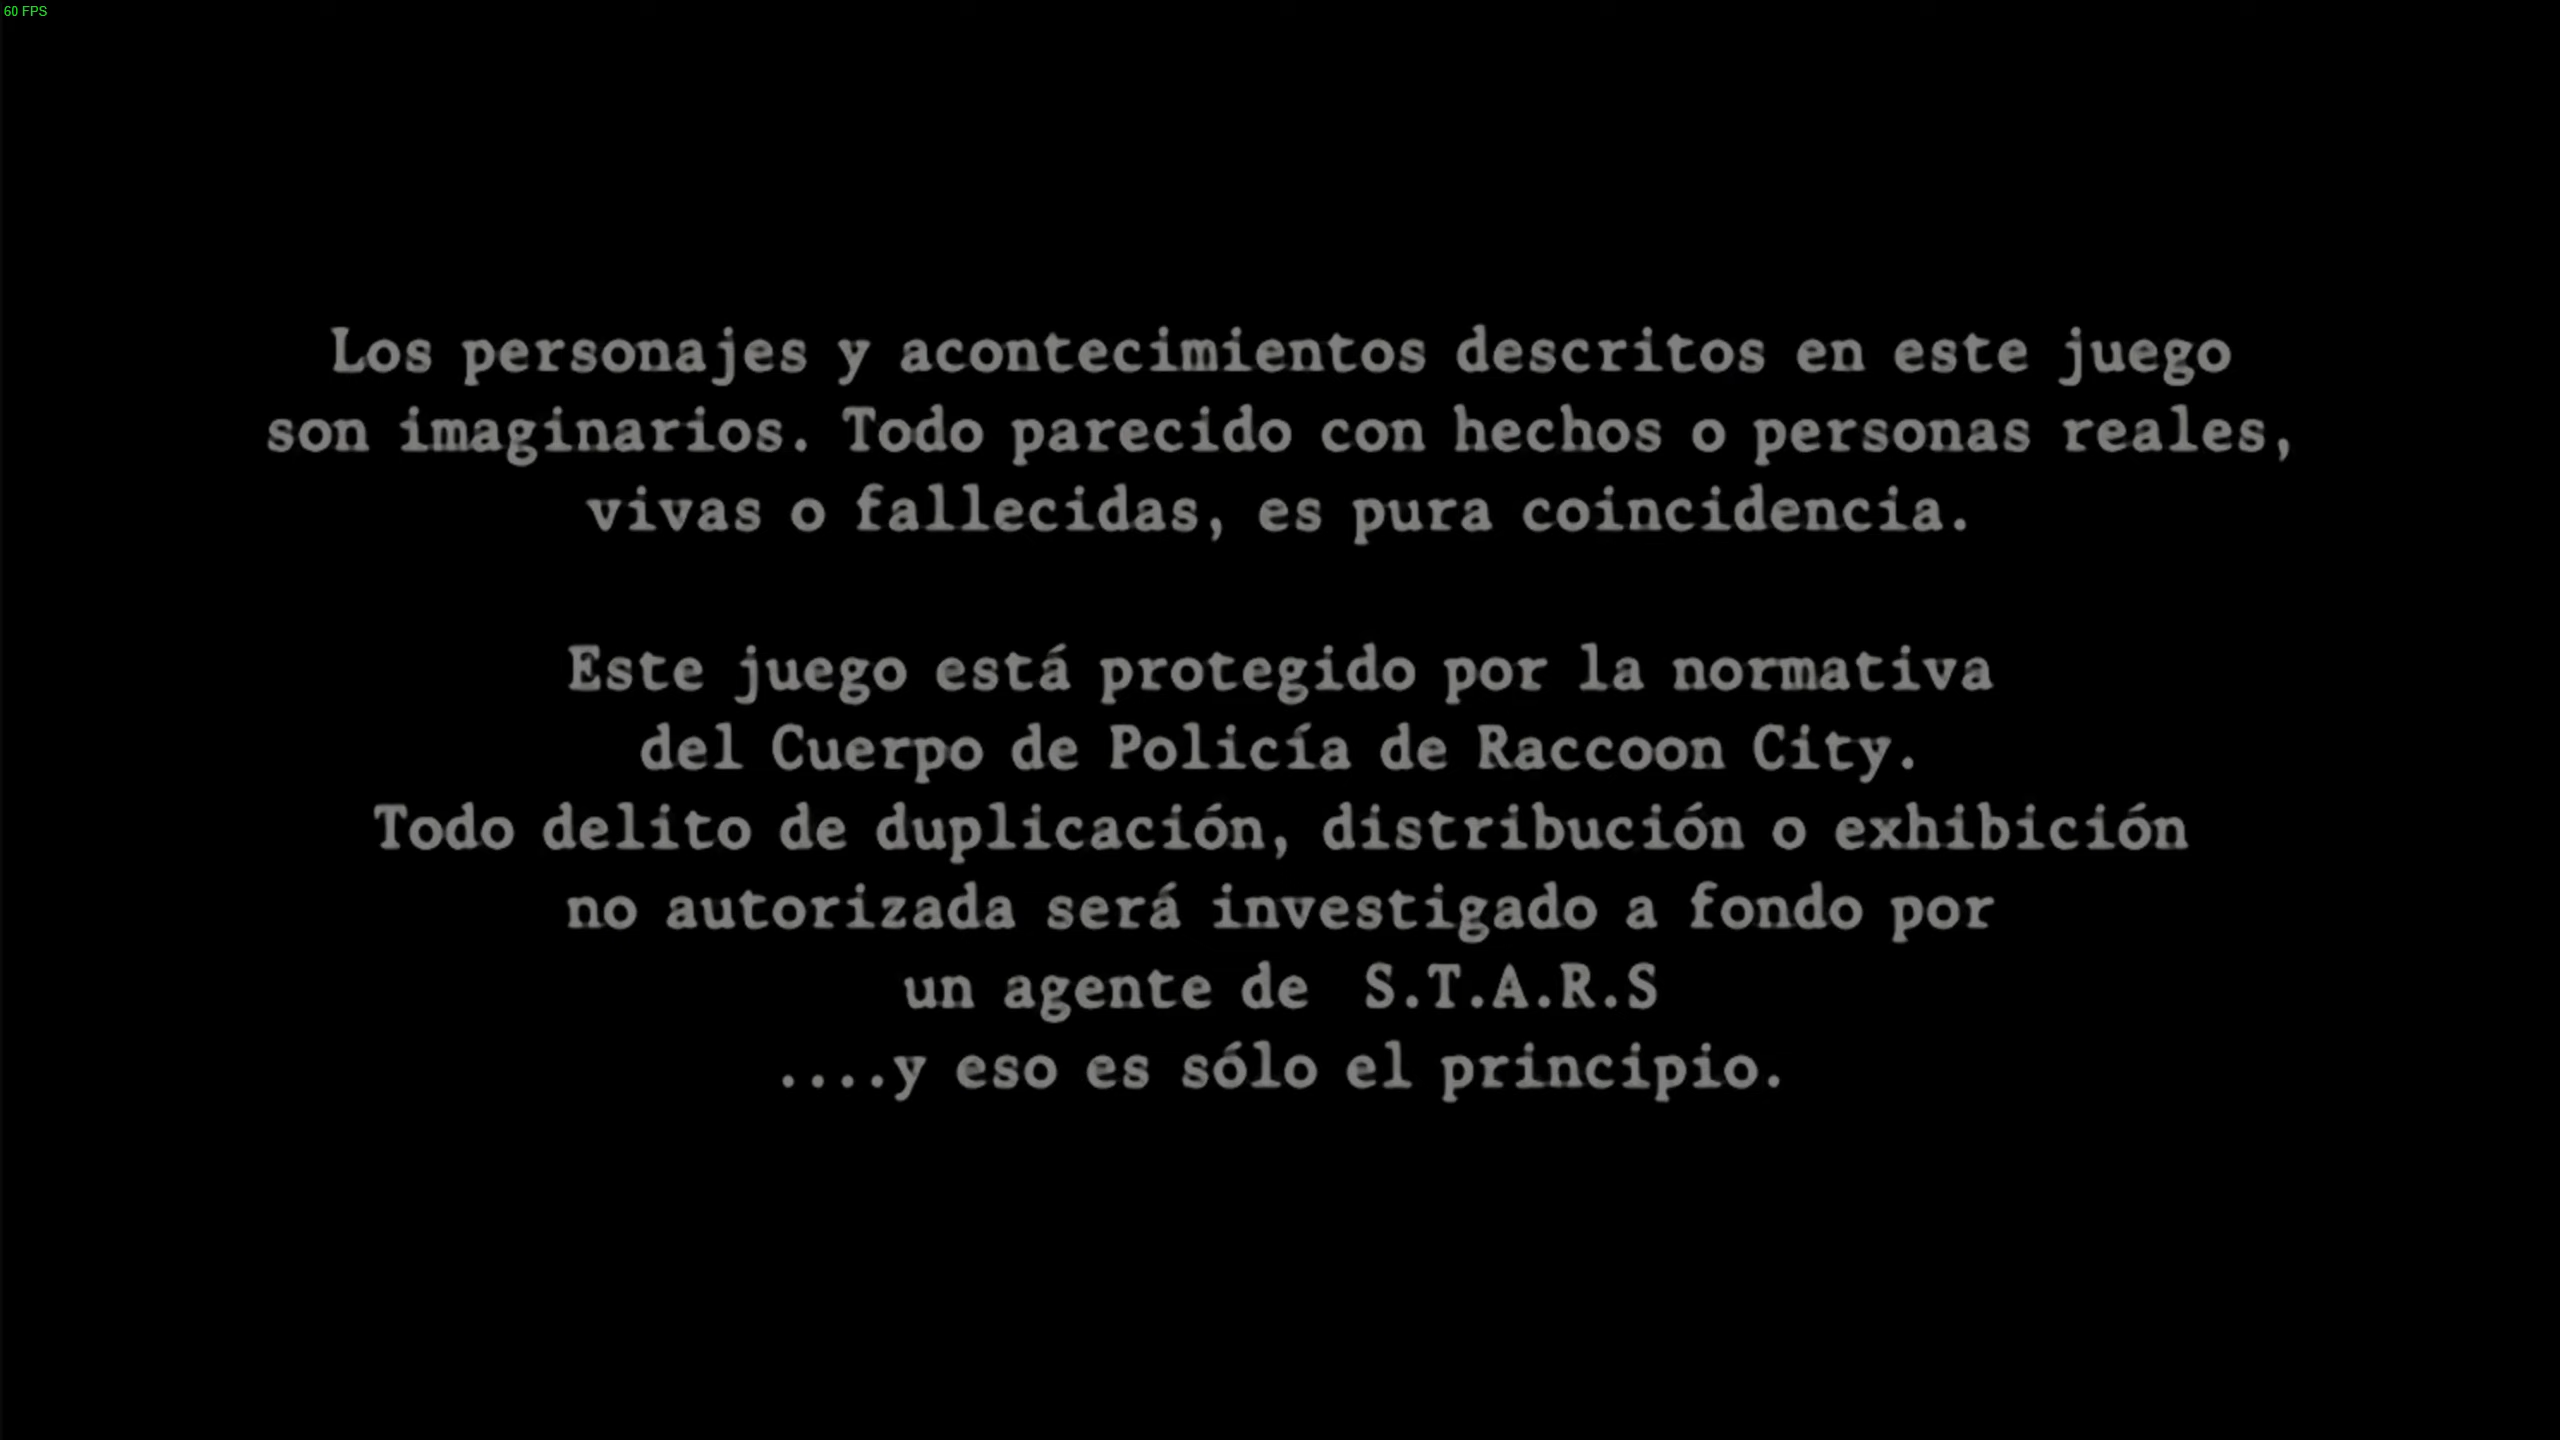 60 FPS
Los personajes y acontecimientos descritos en este juego
son imaginarios. Todo parecido con hechos o personas reales,
vivas o fallecidas, es pura coincidencia.
Este juego está protegido por la normativa
del Cuerpo de Policía de Raccoon City.
Todo delito de duplicación, distribución o exhibición
no autorizada será investigado a fondo por
un agente de  S.T.A.R.S
....y eso es sólo el principio.